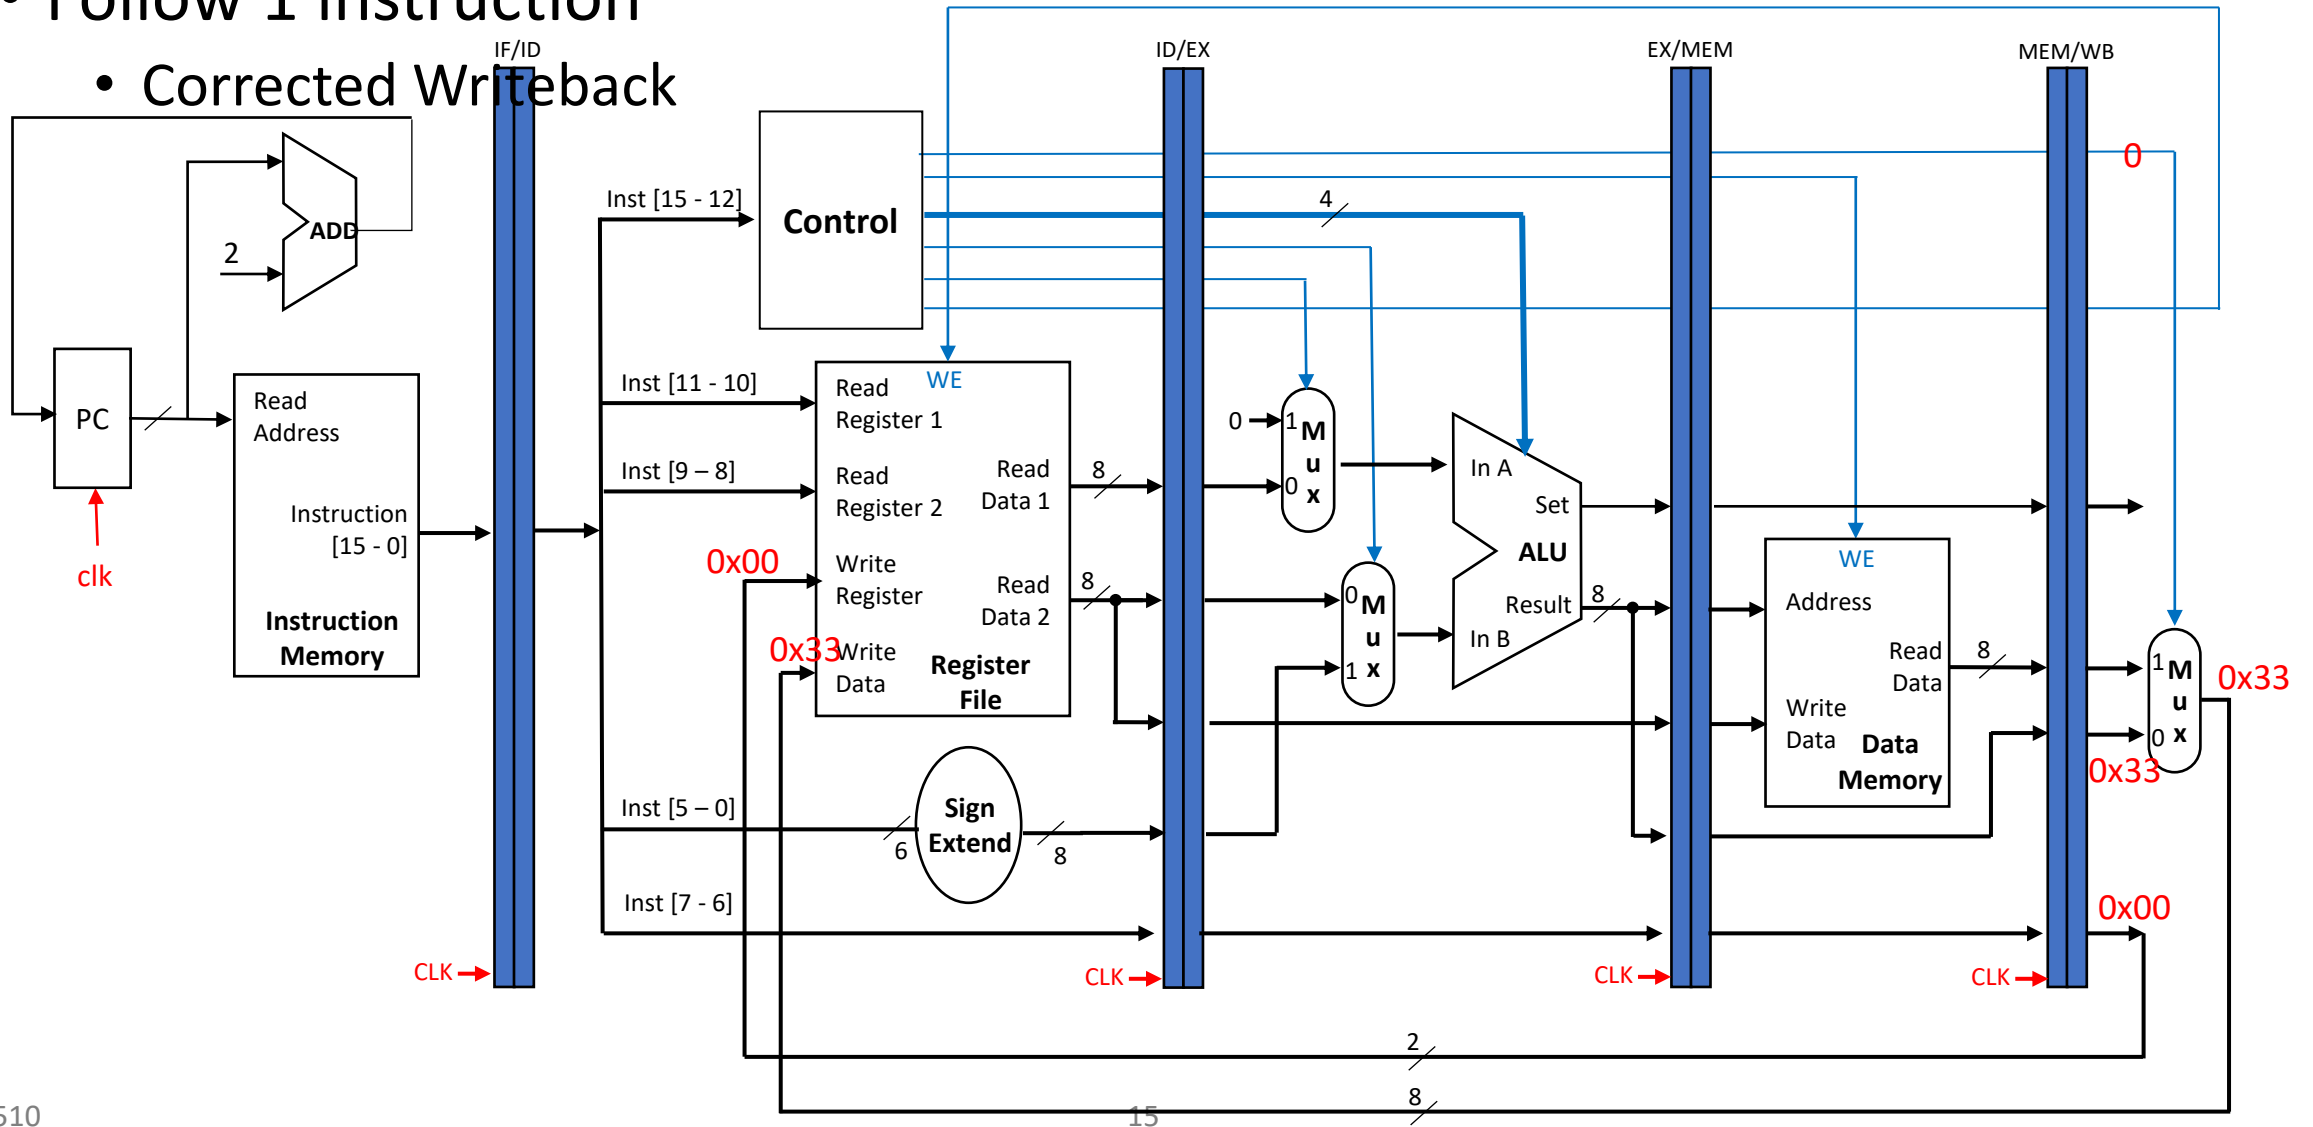 • Follow 1 Instruction
• Corrected Writeback
IF/ID
ID/EX
EX/MEM
MEM/WB
ADD
2
PC
clk
Read
Address
Instruction
[15 - 0]
Instruction
Memory
CLK
Inst [15 - 12]
Control
4
0
Inst [11 - 10]
Inst [9 – 8]
WE
Read
Register 1
Read
Register 2
Write
Register
Write
Data
Read
Data 1
Read
Data 2
Register
File
0x00
0x33
8
8
Inst [5 – 0]
6
Sign
Extend
8
Inst [7 - 6]
CLK
0
1
0
M
u
x
0
1
M
u
x
In A
In B
Set
ALU
Result
8
CLK
WE
Address
Read
Data
Write
Data
Data
Memory
8
CLK
1
0
M
u
x
0x33
0x33
0x00
2
8
510
15